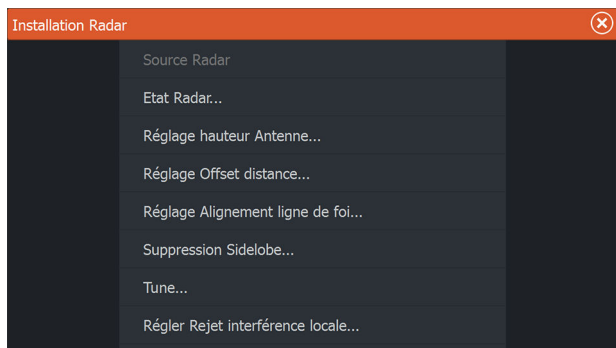 Installation Radar
Source Radar
Etat Radar...
Réglage hauteur Antenne...
Réglage Offset distance...
Réglage Alignement ligne de foi...
Suppression Sidelobe...
Tune...
Régler Rejet interférence locale...